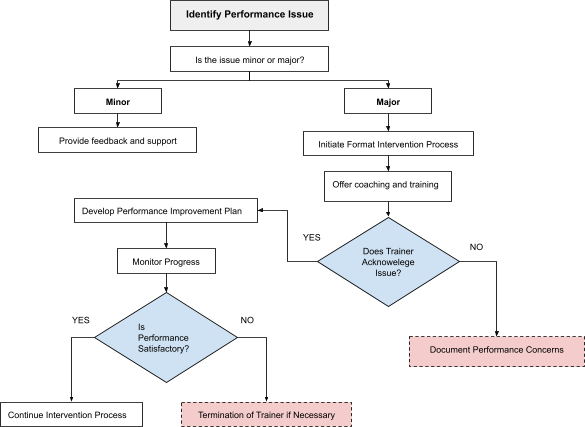 Identify Performance Issue
Is the issue minor or major?
Minor
Major
Provide feedback and support
Initiate Format Intervention Process
Offer coaching and training
Develop Performance Improvement Plan
YES
Does Trainer
Acknowelege
Issue?
NO
Monitor Progress
YES
Is
Performance
Satisfactory?
NO
Document Performance Concerns
Continue Intervention Process
Termination of Trainer if Necessary